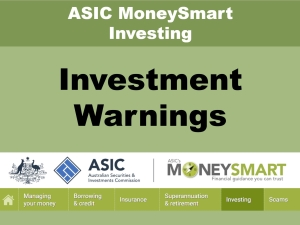 ASIC MoneySmart
Investing
Investment
Warnings
ASIC
Australian Securities &
Investments Commission
ASIC's
MONEYSMART
Financial guidance you can trust
Managing
your money
Borrowing
& credit
Insurance
Superannuation
& retirement
Investing
Scams